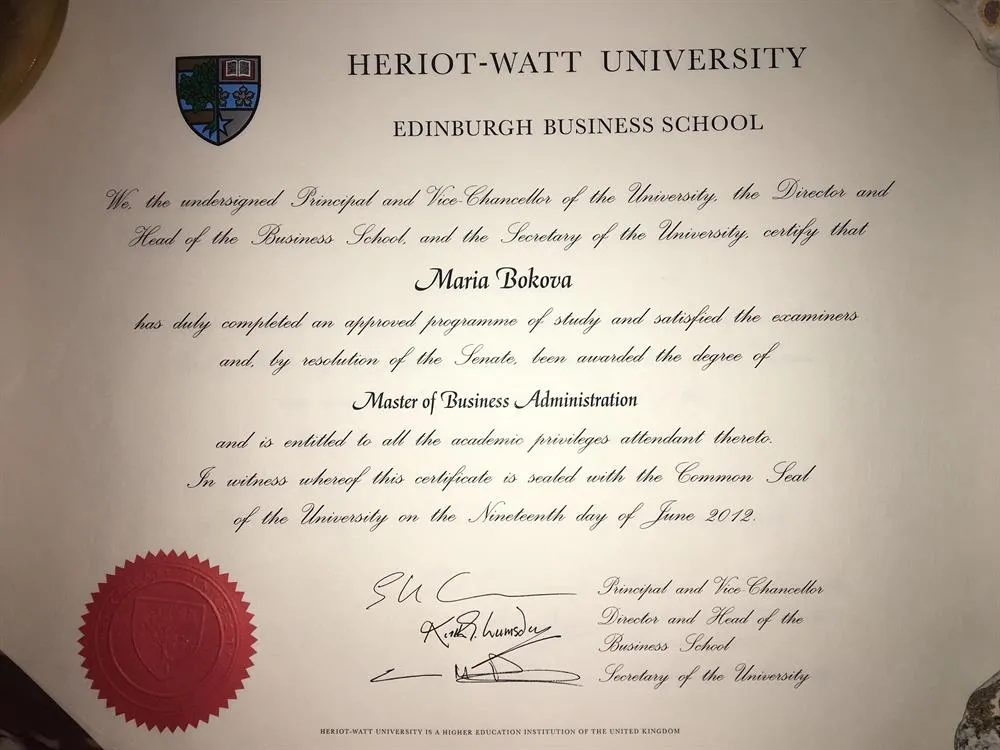 HERIOT-WATT UNIVERSITY
EDINBURGH BUSINESS SCHOOL
We, the undersigned Principal and Vice-Chancellor of the University, the Director and
Head of the Business School, and the Secretary of the University, certify that
Maria Bokova
has duly completed an approved programme of study and satisfied the examiners
and, by resolution of the Senate, been awarded the degree of
Master of Business Administration
and is entitled to all the academic privileges attendant thereto.
In witness whereof this certificate is sealed with the Common Seal
of the University on the Nineteenth day of June 2012.
Principal and Vice-Chancellor
Director and Head of the
Business School
Secretary of the University
HERIOT-WATT UNIVERSITY IS A HIGHER EDUCATION INSTITUTION OF THE UNITED KINGDOM